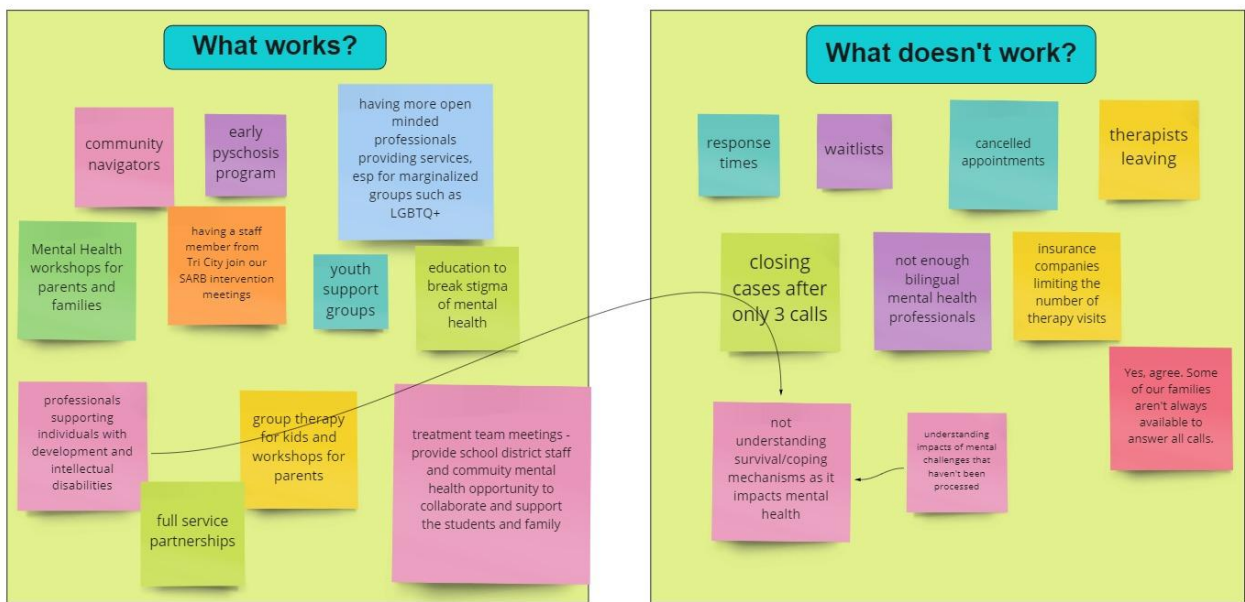 What works?
community
navigators
early
pyschosis
program
having more open
minded
professionals
providing services,
esp for marginalized
groups such as
LGBTQ+
Mental Health
workshops for
parents and
families
having a staff
member from
Tri City join our
SARB intervention
meetings
youth
support
groups
education to
break stigma
of mental
health
professionals
supporting
individuals with
development and
intellectual
disabilities
group therapy
for kids and
workshops for
parents
treatment team meetings -
provide school district staff
and commuity mental
health opportunity to
collaborate and support
the students and family
full service
partnerships
What doesn't work?
response
times
waitlists
cancelled
appointments
therapists
leaving
closing
cases after
only 3 calls
not enough
bilingual
mental health
professionals
insurance
companies
limiting the
number of
therapy visits
Yes, agree. Some
of our families
aren't always
available to
answer all calls.
not
understanding
survival/coping
mechanisms as it
impacts mental
health
understanding
impacts of mental
challenges that
haven't been
processed